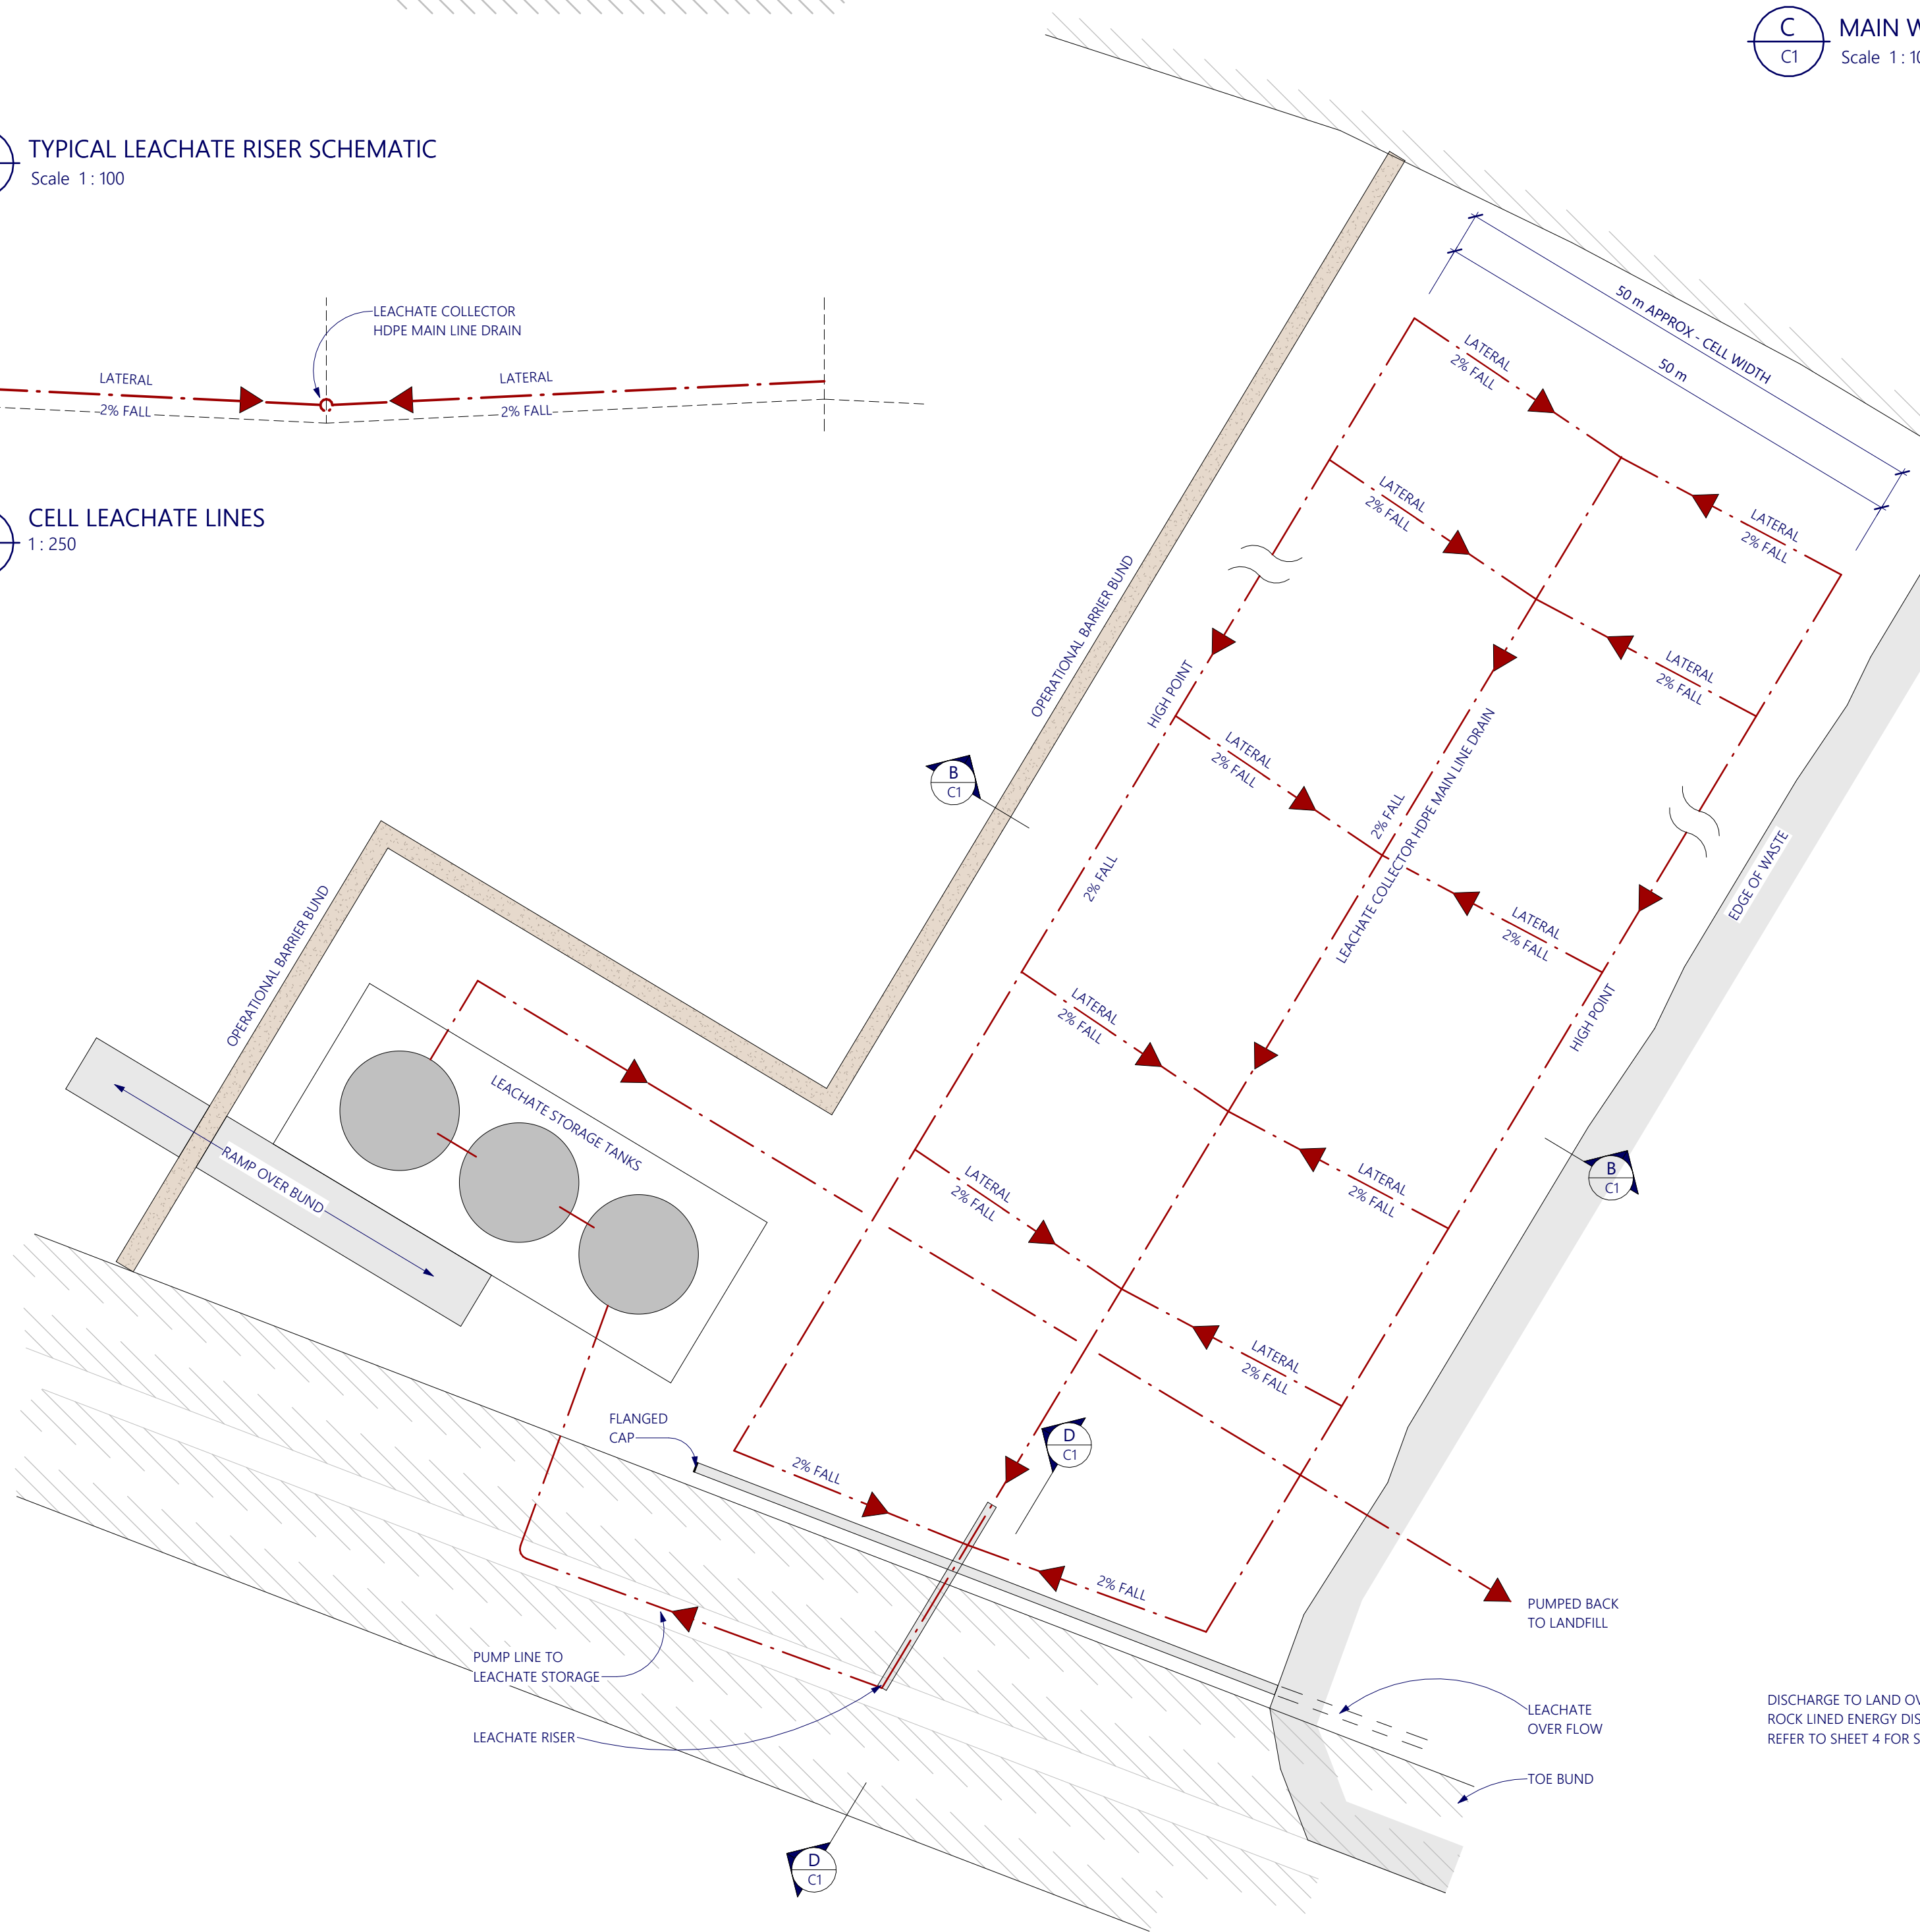 C
C1
MAIN W
Scale 1 : 10
TYPICAL LEACHATE RISER SCHEMATIC
Scale 1 : 100
LEACHATE COLLECTOR
HDPE MAIN LINE DRAIN
LATERAL
2% FALL
LATERAL
2% FALL
CELL LEACHATE LINES
1 : 250
50 m APPROX - CELL WIDTH
50 m
LATERAL
2% FALL
LATERAL
2% FALL
LATERAL
2% FALL
LATERAL
2% FALL
OPERATIONAL BARRIER BUND
HIGH POINT
LATERAL
2% FALL
2% FALL
LEACHATE COLLECTOR HDPE MAIN LINE DRAIN
B
C1
2% FALL
EDGE OF WASTE
LATERAL
2% FALL
OPERATIONAL BARRIER BUND
LATERAL
2% FALL
HIGH POINT
LEACHATE STORAGE TANKS
RAMP OVER BUND
LATERAL
2% FALL
LATERAL
2% FALL
B
C1
LATERAL
2% FALL
FLANGED
CAP
2% FALL
D
C1
2% FALL
PUMPED BACK
TO LANDFILL
PUMP LINE TO
LEACHATE STORAGE
LEACHATE RISER
LEACHATE
OVER FLOW
DISCHARGE TO LAND OV
ROCK LINED ENERGY DIS
REFER TO SHEET 4 FOR S
TOE BUND
D
C1